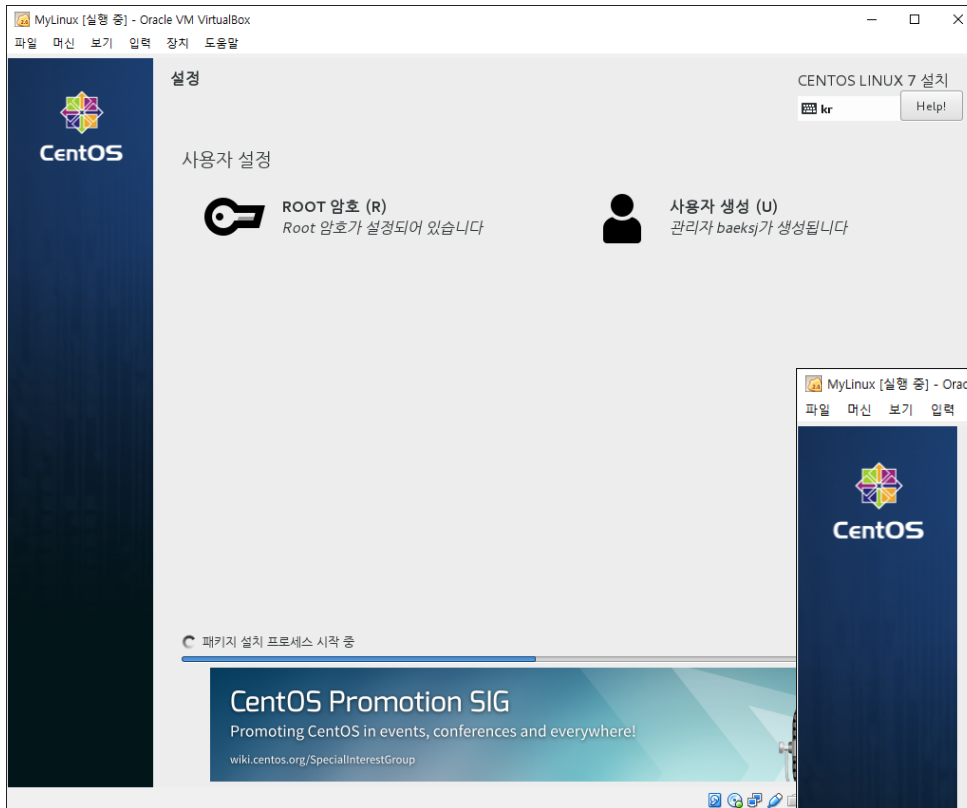 MyLinux [실행 중] - Oracle VM VirtualBox
파일 머신 보기 입력 장치 도움말
CentOS
설정
CENTOS LINUX 7 설치
kr
Help!
사용자 설정
ROOT 암호 (R)
Root 암호가 설정되어 있습니다
사용자 생성 (U)
관리자 baeksj가 생성됩니다
패키지 설치 프로세스 시작 중
CentOS Promotion SIG
Promoting CentOS in events, conferences and everywhere!
wiki.centos.org/SpecialInterestGroup
MyLinux [실행 중] - Orac
파일 머신 보기 입력
CentOS